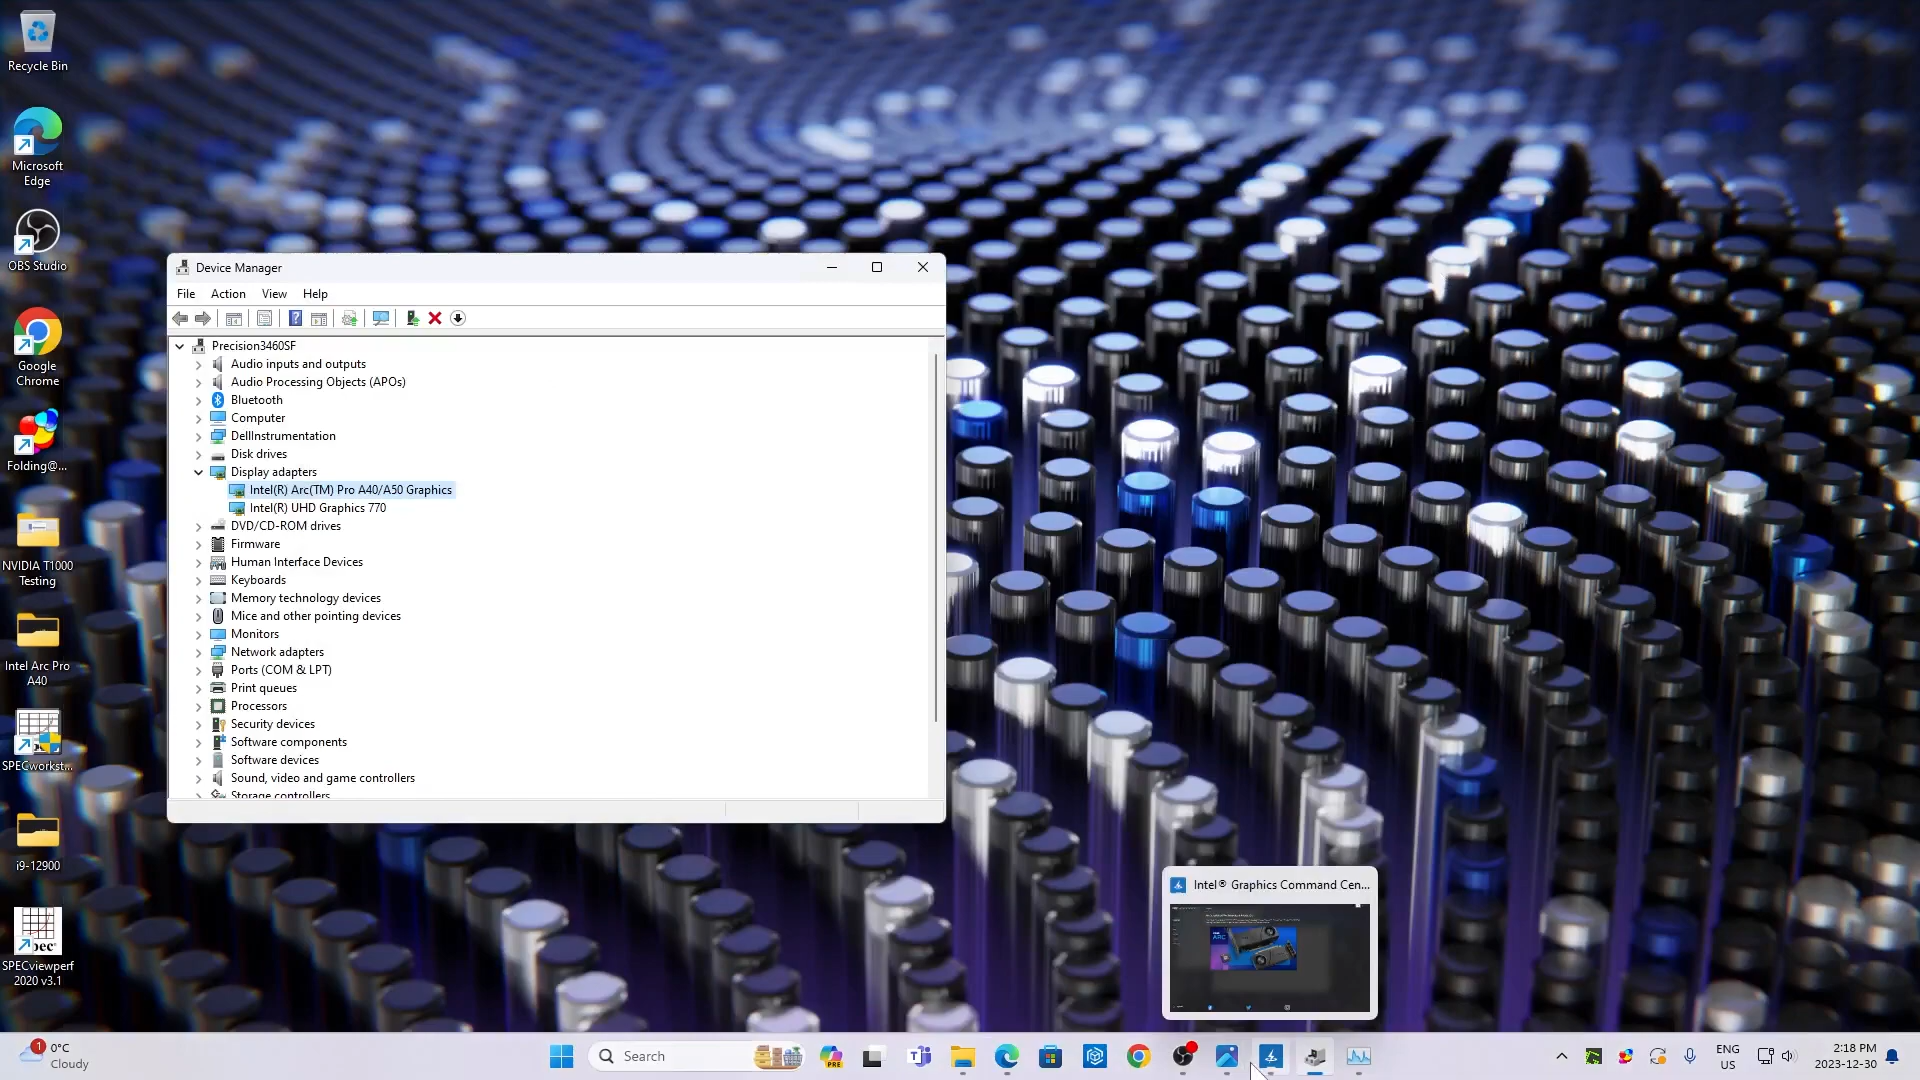 Recycle Bin
Microsoft
Edge
OBS Studio
Google
Chrome
Folding@...
NVIDIA T1000
Testing
Intel Arc Pro
A40
SPECworkst...
i9-12900
SPECviewperf
2020 v3.1
Device Manager
File Action View Help
Precision3460SF
Audio inputs and outputs
Audio Processing Objects (APOs)
Bluetooth
Computer
DellInstrumentation
Disk drives
Display adapters
Intel(R) Arc(TM) Pro A40/A50 Graphics
Intel(R) UHD Graphics 770
DVD/CD-ROM drives
Firmware
Human Interface Devices
Keyboards
Memory technology devices
Mice and other pointing devices
Monitors
Network adapters
Ports (COM & LPT)
Print queues
Processors
Security devices
Software components
Software devices
Sound, video and game controllers
Storage controllers
Intel® Graphics Command Cen...
1
0°C
Cloudy
Search
PRE
ENG
US
2:18 PM
2023-12-30